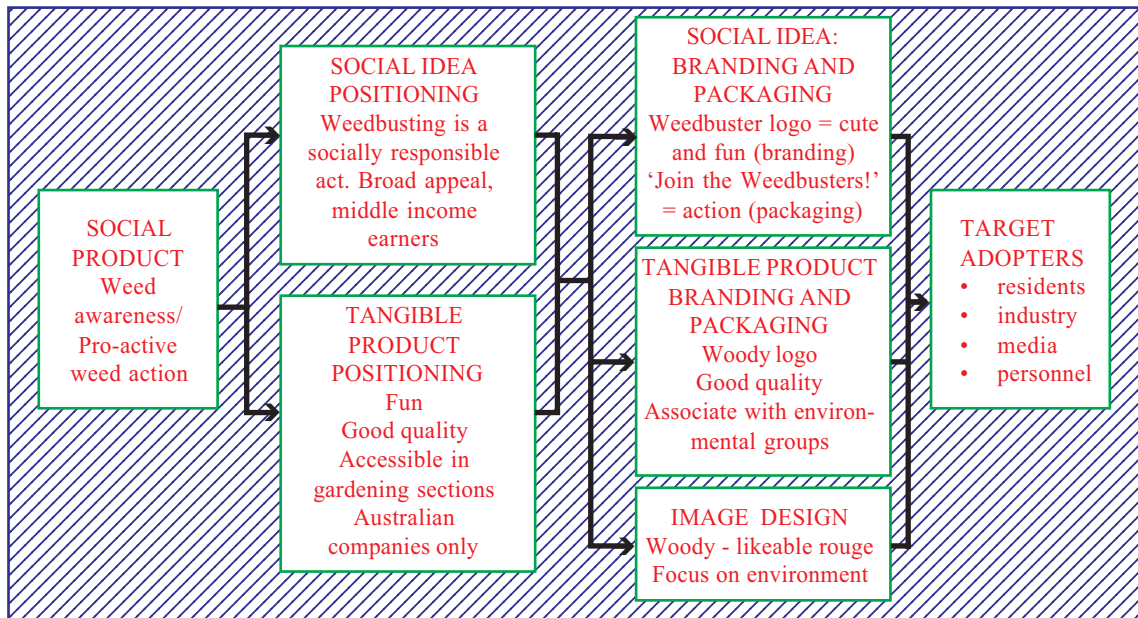 SOCIAL
PRODUCT
Weed
awareness/
Pro-active
weed action
SOCIAL IDEA
POSITIONING
Weedbusting is a
socially responsible
act. Broad appeal,
middle income
earners
TANGIBLE
PRODUCT
POSITIONING
Fun
Good quality
Accessible in
gardening sections
Australian
companies only
SOCIAL IDEA:
BRANDING AND
PACKAGING
Weedbuster logo = cute
and fun (branding)
‘Join the Weedbusters!’
= action (packaging)
TANGIBLE PRODUCT
BRANDING AND
PACKAGING
Woody logo
Good quality
Associate with environ-
mental groups
IMAGE DESIGN
Woody - likeable rouge
Focus on environment
TARGET
ADOPTERS
• residents
• industry
• media
• personnel